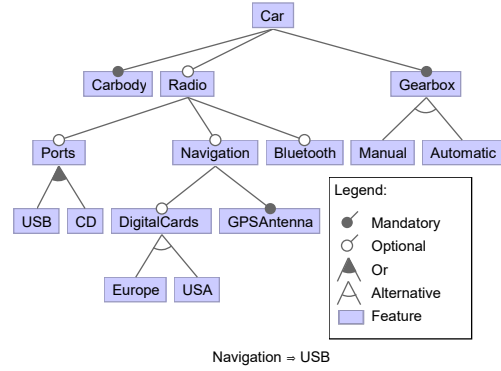 Car
Carbody Radio Gearbox
Ports Navigation Bluetooth Manual Automatic
USB CD DigitalCards GPSAntenna
Europe USA
Legend:
Mandatory
Optional
Or
Alternative
Feature
Navigation ⇒ USB